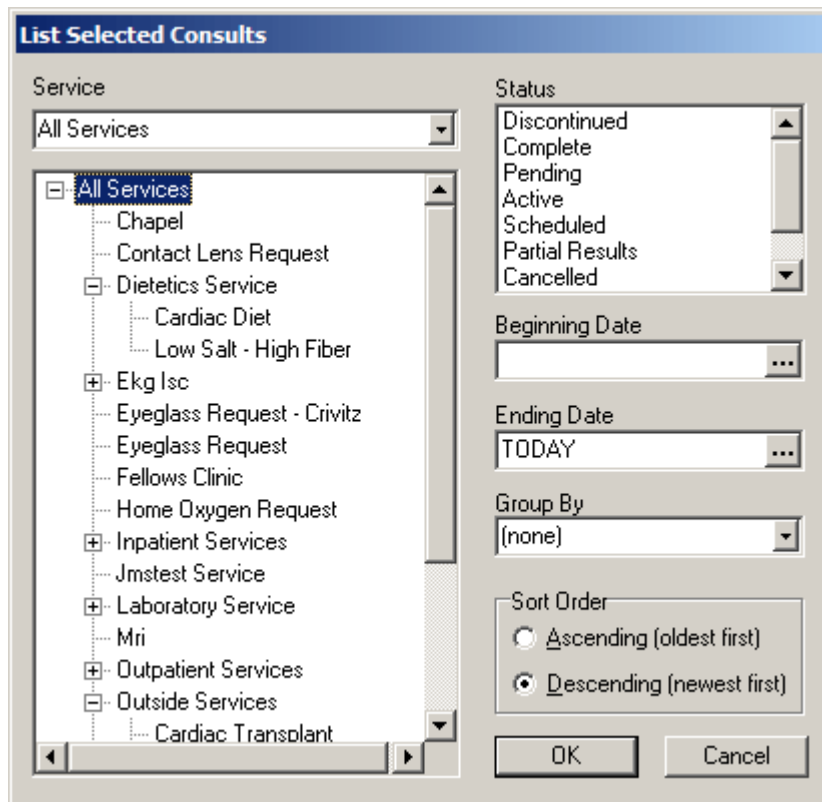 List Selected Consults
Service
All Services
All Services
Chapel
Contact Lens Request
Dietetics Service
Cardiac Diet
Low Salt - High Fiber
Ekg Isc
Eyeglass Request - Crivitz
Eyeglass Request
Fellows Clinic
Home Oxygen Request
Inpatient Services
Jmstest Service
Laboratory Service
Mri
Outpatient Services
Outside Services
Cardiac Transplant
Status
Discontinued
Complete
Pending
Active
Scheduled
Partial Results
Cancelled
Beginning Date
...
Ending Date
TODAY ...
Group By
(none)
Sort Order
Ascending (oldest first)
Descending (newest first)
OK Cancel